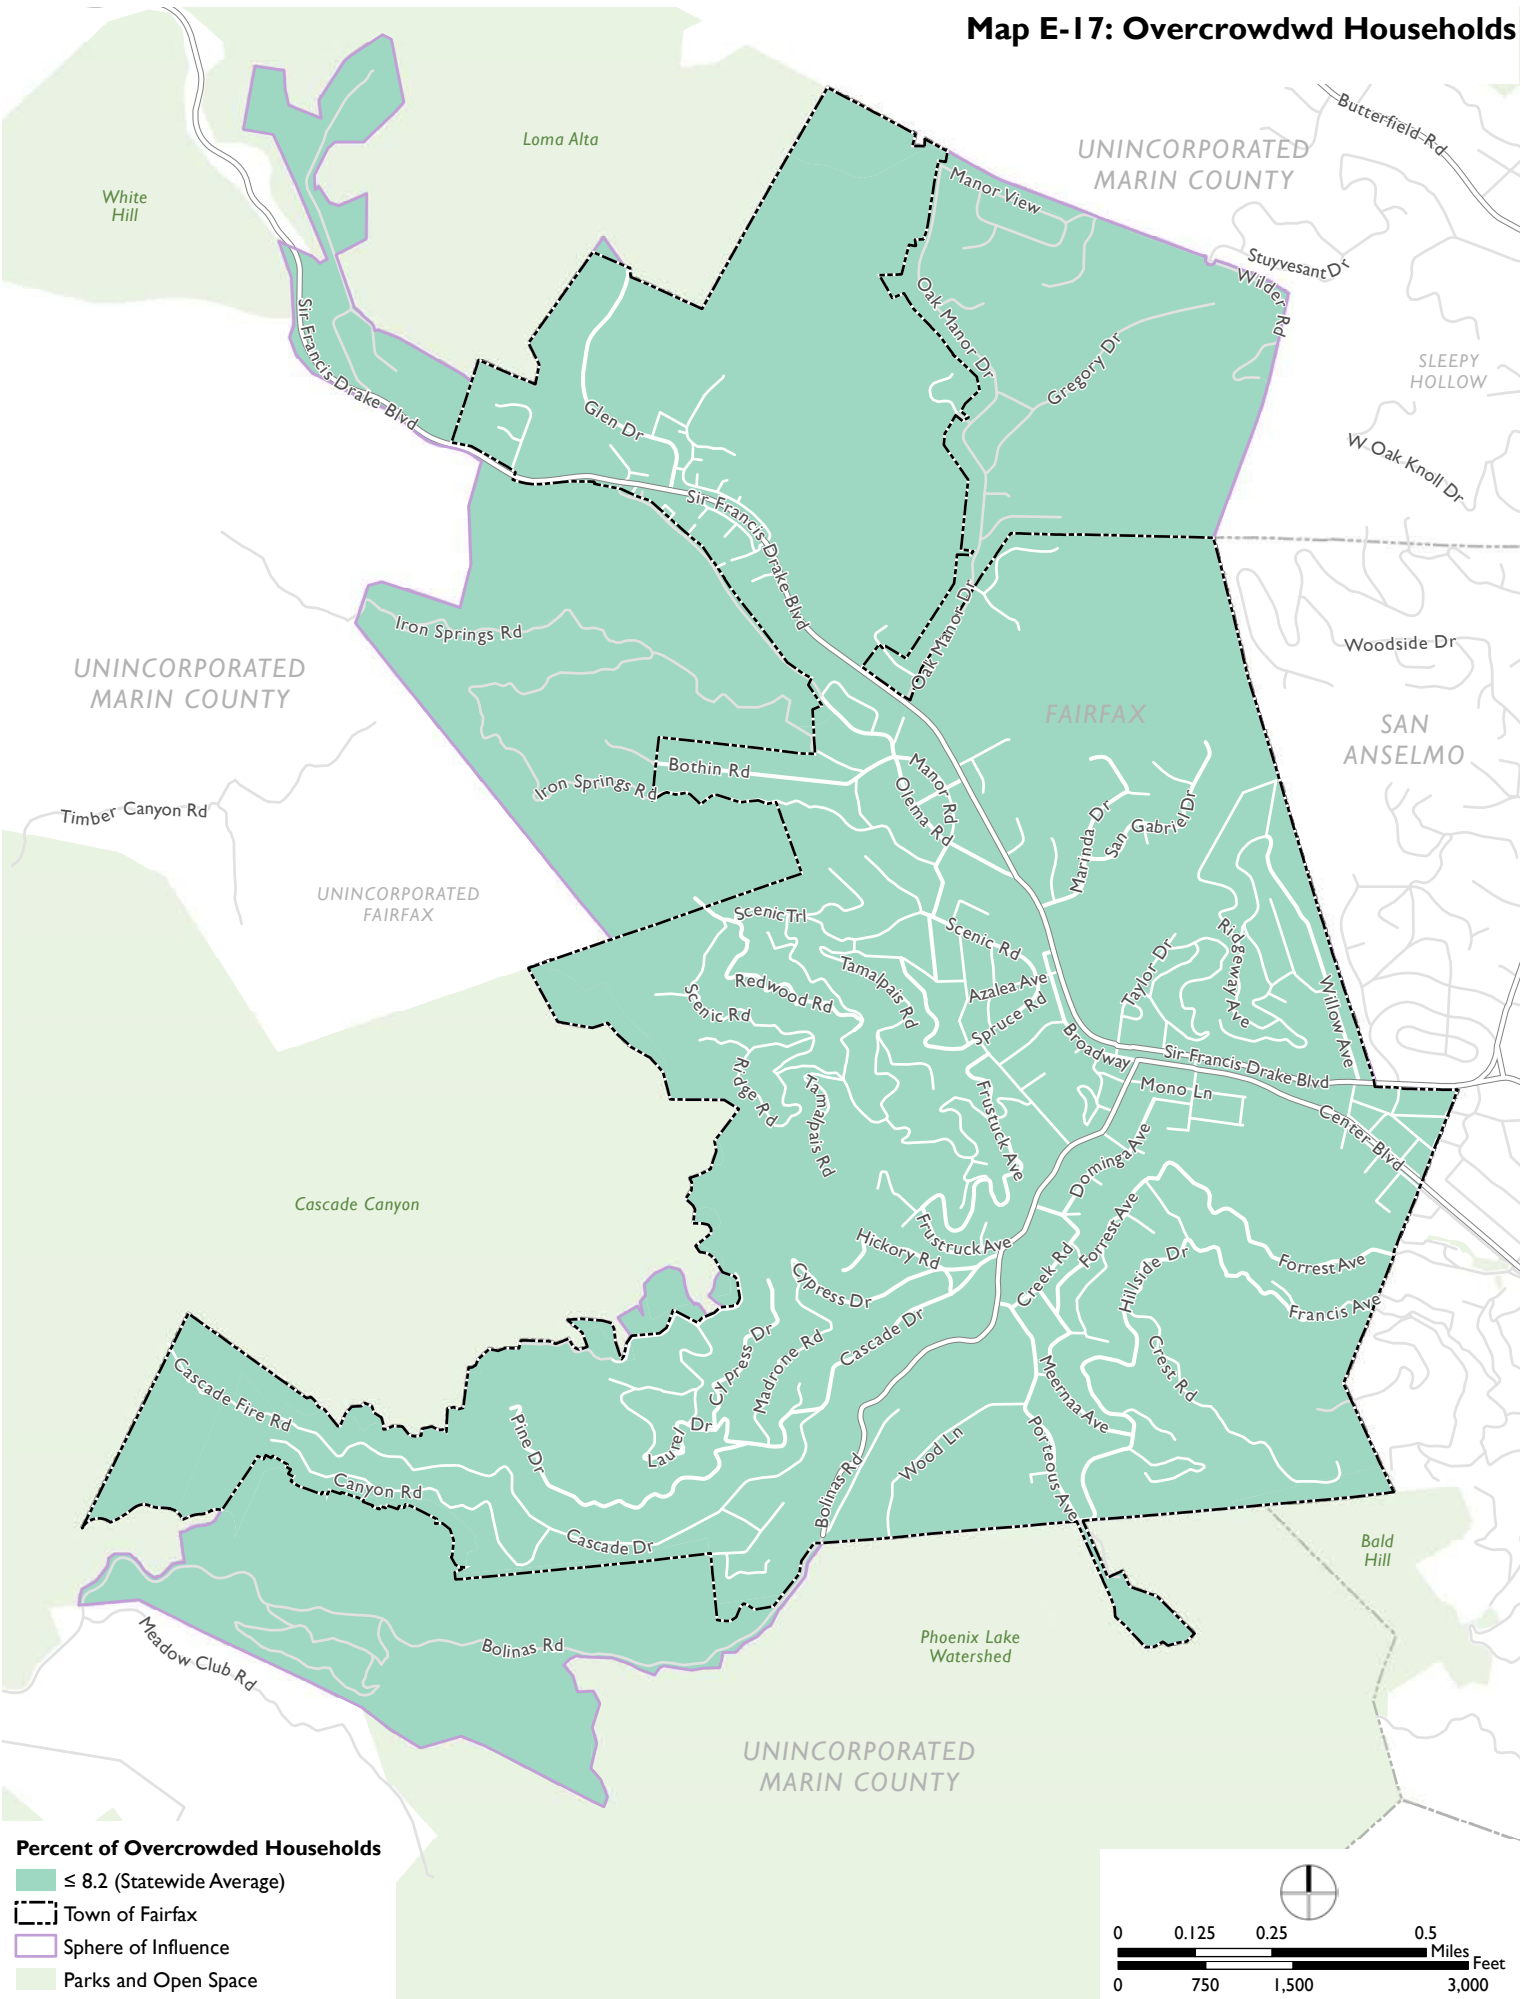 Map E-17: Overcrowdwd Households
Butterfield Rd
UNINCORPORATED
MARIN COUNTY
Loma Alta
White
Hill
Manor View
Stuyvesant Dr
Wilder Rd
Sir Francis Drake Blvd
Oak Manor Dr
Gregory Dr
SLEEPY
HOLLOW
Glen Dr
W Oak Knoll Dr
Sir Francis Drake Blvd
Iron Springs Rd
Oak Manor Dr
Woodside Dr
UNINCORPORATED
MARIN COUNTY
FAIRFAX
SAN
ANSELMO
Bothin Rd
Iron Springs Rd
Manor Rd
Olema Rd
Timber Canyon Rd
Marinda Dr
San Gabriel Dr
UNINCORPORATED
FAIRFAX
Scenic Trl
Scenic Rd
Ridgeway Ave
Taylor Dr
Tamalpais Rd
Redwood Rd
Azalea Ave
Scenic Rd
Spruce Rd
Willow Ave
Broadway
Sir Francis Drake Blvd
Ridge Rd
Tamalpais Rd
Frustuck Ave
Mono Ln
Center Blvd
Dominga Ave
Cascade Canyon
Frustruck Ave
Hickory Rd
Forrest Ave
Creek Rd
Hillside Dr
Forrest Ave
Cypress Dr
Francis Ave
Cascade Dr
Cypress Dr
Madrone Rd
Crest Rd
Cascade Fire Rd
Meernaa Ave
Pine Dr
Laurel Dr
Wood Ln
Porteous Ave
Canyon Rd
Bolinas Rd
Cascade Dr
Bald
Hill
Meadow Club Rd
Bolinas Rd
Phoenix Lake
Watershed
UNINCORPORATED
MARIN COUNTY
Percent of Overcrowded Households
≤ 8.2 (Statewide Average)
Town of Fairfax
Sphere of Influence
Parks and Open Space
0 0.125 0.25 0.5
Miles
Feet
0 750 1,500 3,000